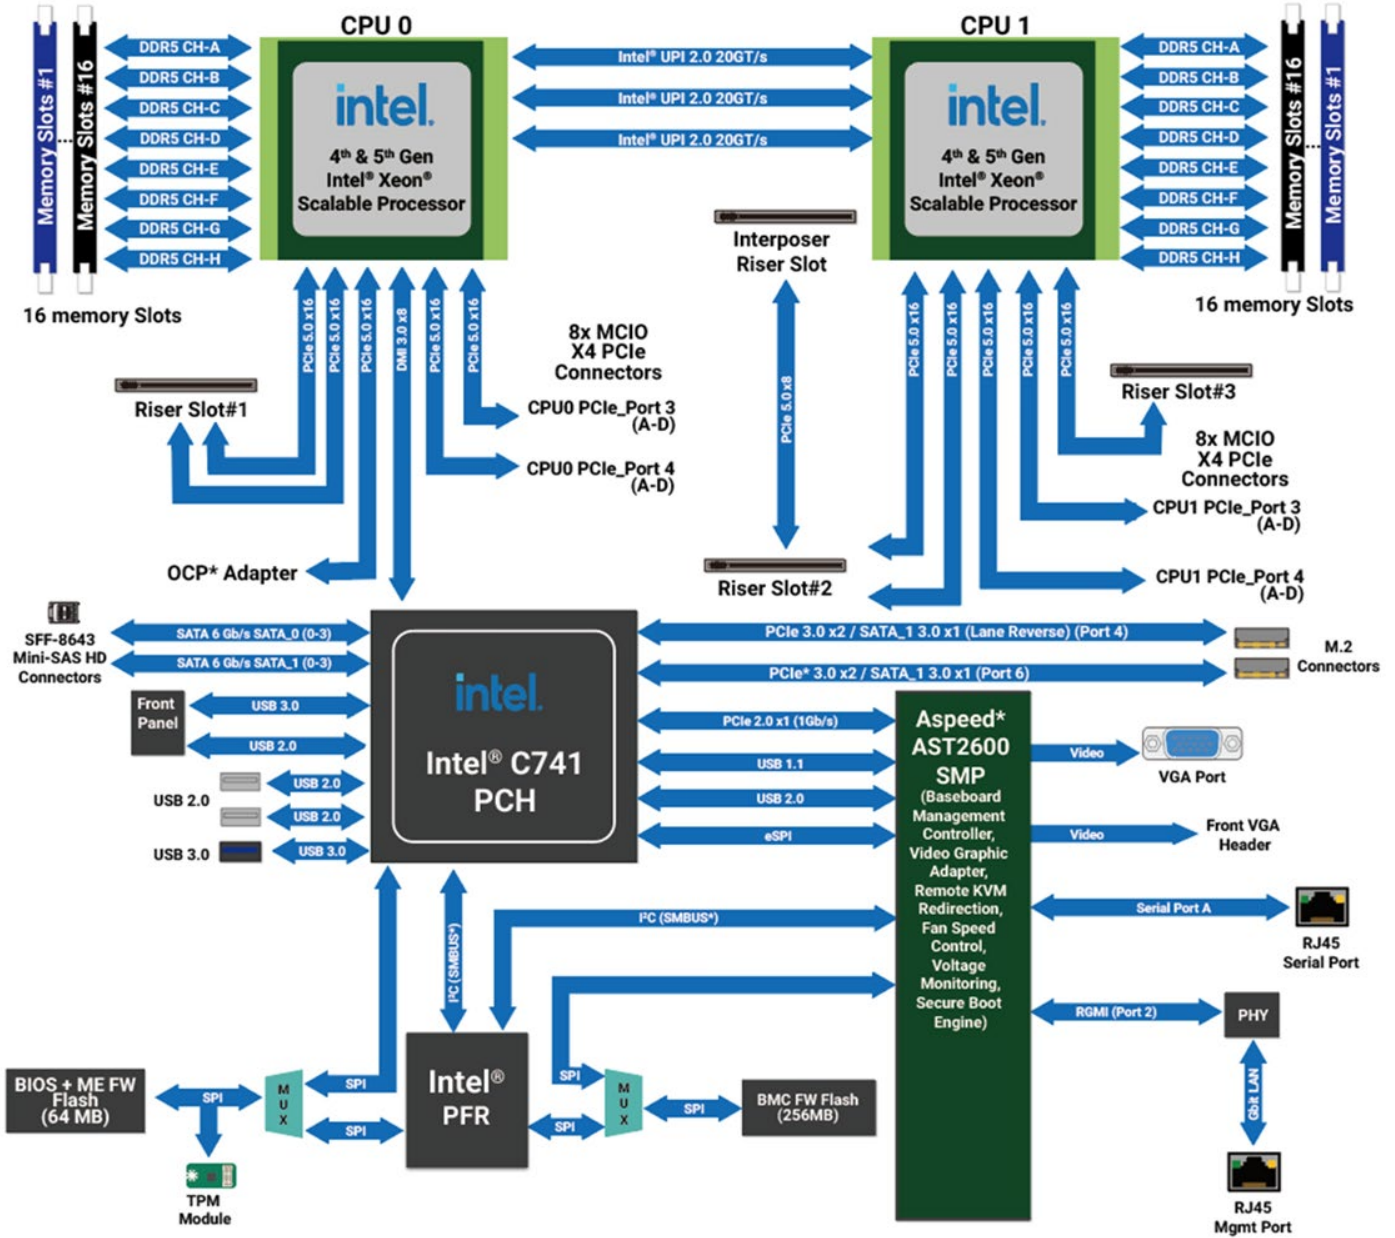 CPU 0
CPU 1
Memory Slots #1
Memory Slots #16
DDR5 CH-A
DDR5 CH-B
DDR5 CH-C
DDR5 CH-D
DDR5 CH-E
DDR5 CH-F
DDR5 CH-G
DDR5 CH-H
16 memory Slots
intel.
4th & 5th Gen
Intel® Xeon®
Scalable Processor
Intel® UPI 2.0 20GT/s
Intel® UPI 2.0 20GT/s
Intel® UPI 2.0 20GT/s
intel.
4th & 5th Gen
Intel® Xeon®
Scalable Processor
DDR5 CH-A
DDR5 CH-B
DDR5 CH-C
DDR5 CH-D
DDR5 CH-E
DDR5 CH-F
DDR5 CH-G
DDR5 CH-H
Memory Slots #16
Memory Slots #1
16 memory Slots
Interposer
Riser Slot
PCIe 5.0 x16
PCIe 5.0 x16
PCIe 5.0 x16
DMI 3.0 x8
PCIe 5.0 x16
PCIe 5.0 x16
8x MCIO
X4 PCIe
Connectors
CPU0 PCIe_Port 3
(A-D)
CPU0 PCIe_Port 4
(A-D)
Riser Slot#1
OCP* Adapter
PCIe 5.0 x8
Riser Slot#2
PCIe 5.0 x16
PCIe 5.0 x16
PCIe 5.0 x16
PCIe 5.0 x16
PCIe 5.0 x16
Riser Slot#3
8x MCIO
X4 PCIe
Connectors
CPU1 PCIe_Port 3
(A-D)
CPU1 PCIe_Port 4
(A-D)
SFF-8643
Mini-SAS HD
Connectors
SATA 6 Gb/s SATA_0 (0-3)
SATA 6 Gb/s SATA_1 (0-3)
Front
Panel
USB 3.0
USB 2.0
USB 2.0
USB 2.0
USB 2.0
USB 3.0
USB 3.0
intel.
Intel® C741
PCH
PCIe 3.0 x2 / SATA_1 3.0 x1 (Lane Reverse) (Port 4)
PCIe* 3.0 x2 / SATA_1 3.0 x1 (Port 6)
M.2
Connectors
PCIe 2.0 x1 (1Gb/s)
USB 1.1
USB 2.0
eSPI
Aspeed*
AST2600
SMP
(Baseboard
Management
Controller,
Video Graphic
Adapter,
Remote KVM
Redirection,
Fan Speed
Control,
Voltage
Monitoring,
Secure Boot
Engine)
Video
VGA Port
Video
Front VGA
Header
Serial Port A
RJ45
Serial Port
RGMI (Port 2)
PHY
Gbit LAN
RJ45
Mgmt Port
I²C (SMBUS*)
I²C (SMBUS*)
BIOS + ME FW
Flash
(64 MB)
SPI
MUX
SPI
SPI
TPM
Module
Intel®
PFR
SPI
SPI
MUX
SPI
BMC FW Flash
(256MB)